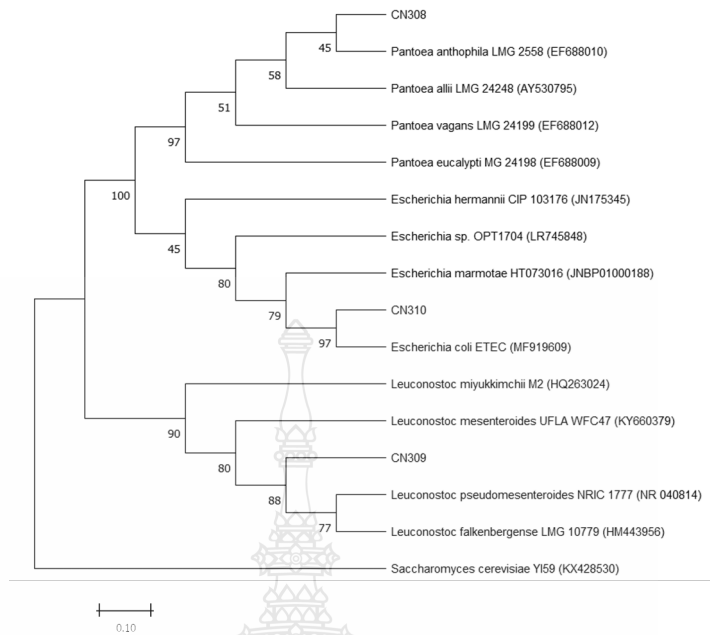 CN308
45
Pantoea anthophila LMG 2558 (EF688010)
58
Pantoea allii LMG 24248 (AY530795)
51
Pantoea vagans LMG 24199 (EF688012)
97
Pantoea eucalypti MG 24198 (EF688009)
100
Escherichia hermannii CIP 103176 (JN175345)
45
Escherichia sp. OPT1704 (LR745848)
80
Escherichia marmotae HT073016 (JNBP01000188)
79
CN310
97
Escherichia coli ETEC (MF919609)
Leuconostoc miyukkimchii M2 (HQ263024)
90
Leuconostoc mesenteroides UFLA WFC47 (KY660379)
80
CN309
88
Leuconostoc pseudomesenteroides NRIC 1777 (NR 040814)
77
Leuconostoc falkenbergense LMG 10779 (HM443956)
Saccharomyces cerevisiae YI59 (KX428530)
0.10